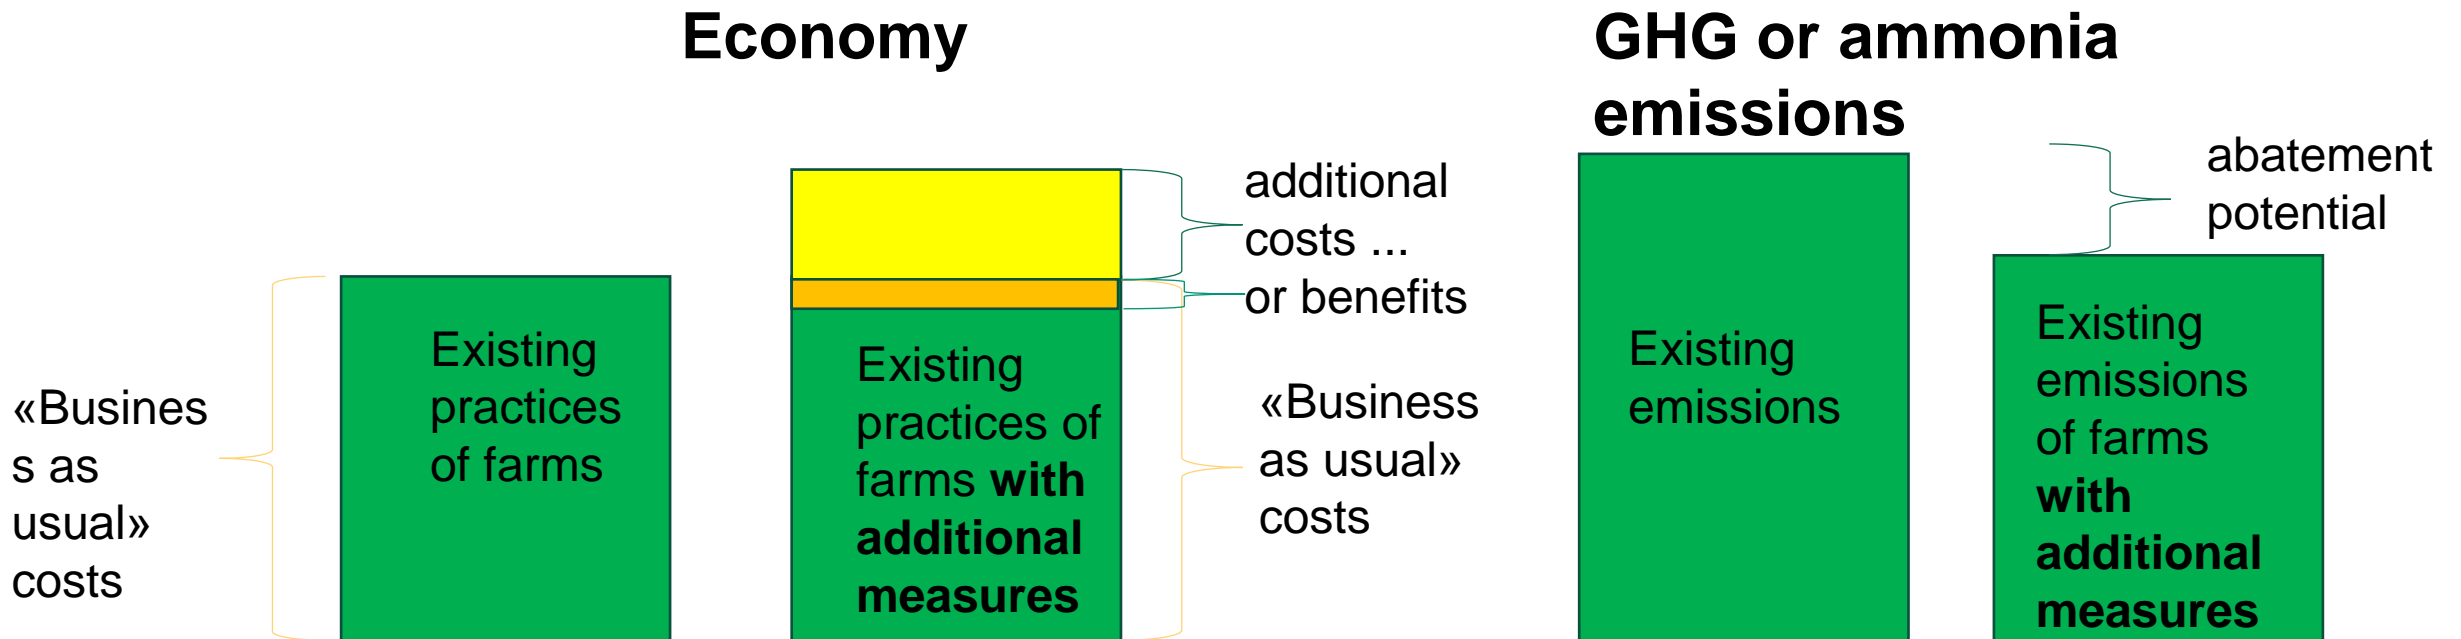 Economy
GHG or ammonia
emissions
«Busines
s as
usual»
costs
Existing
practices
of farms
Existing
practices of
farms with
additional
measures
additional
costs ...
or benefits
«Business
as usual»
costs
Existing
emissions
Existing
emissions
of farms
with
additional
measures
abatement
potential